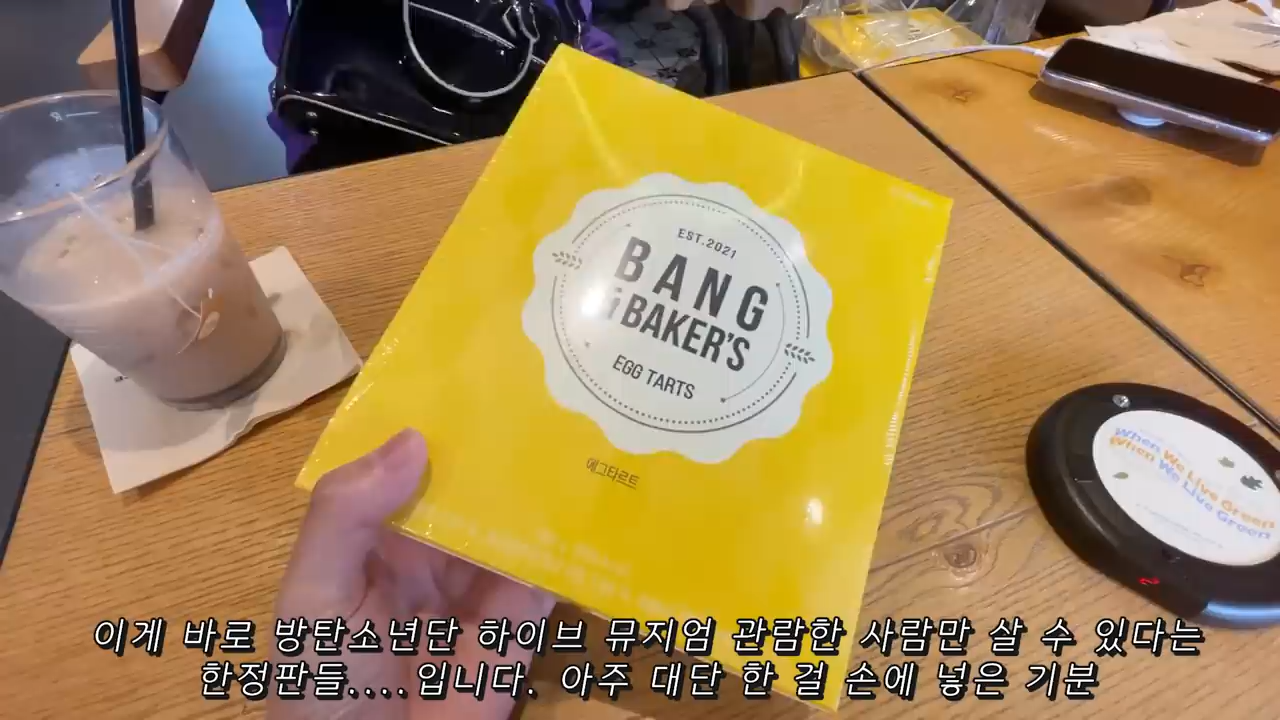 EST.2021
BANG
BAKER'S
EGG TARTS
에그타르트
When We Live Green
When We Live Green
이게 바로 방탄소년단 하이브 뮤지엄 관람한 사람만 살 수 있다는
한정판들....입니다. 아주 대단 한 걸 손에 넣은 기분